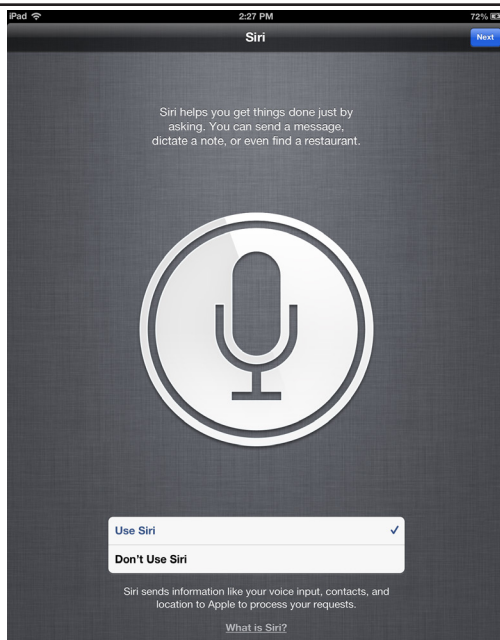 iPad 2:27 PM 72%
Siri Next
Siri helps you get things done just by
asking. You can send a message,
dictate a note, or even find a restaurant.
Use Siri
Don't Use Siri
Siri sends information like your voice input, contacts, and
location to Apple to process your requests.
What is Siri?